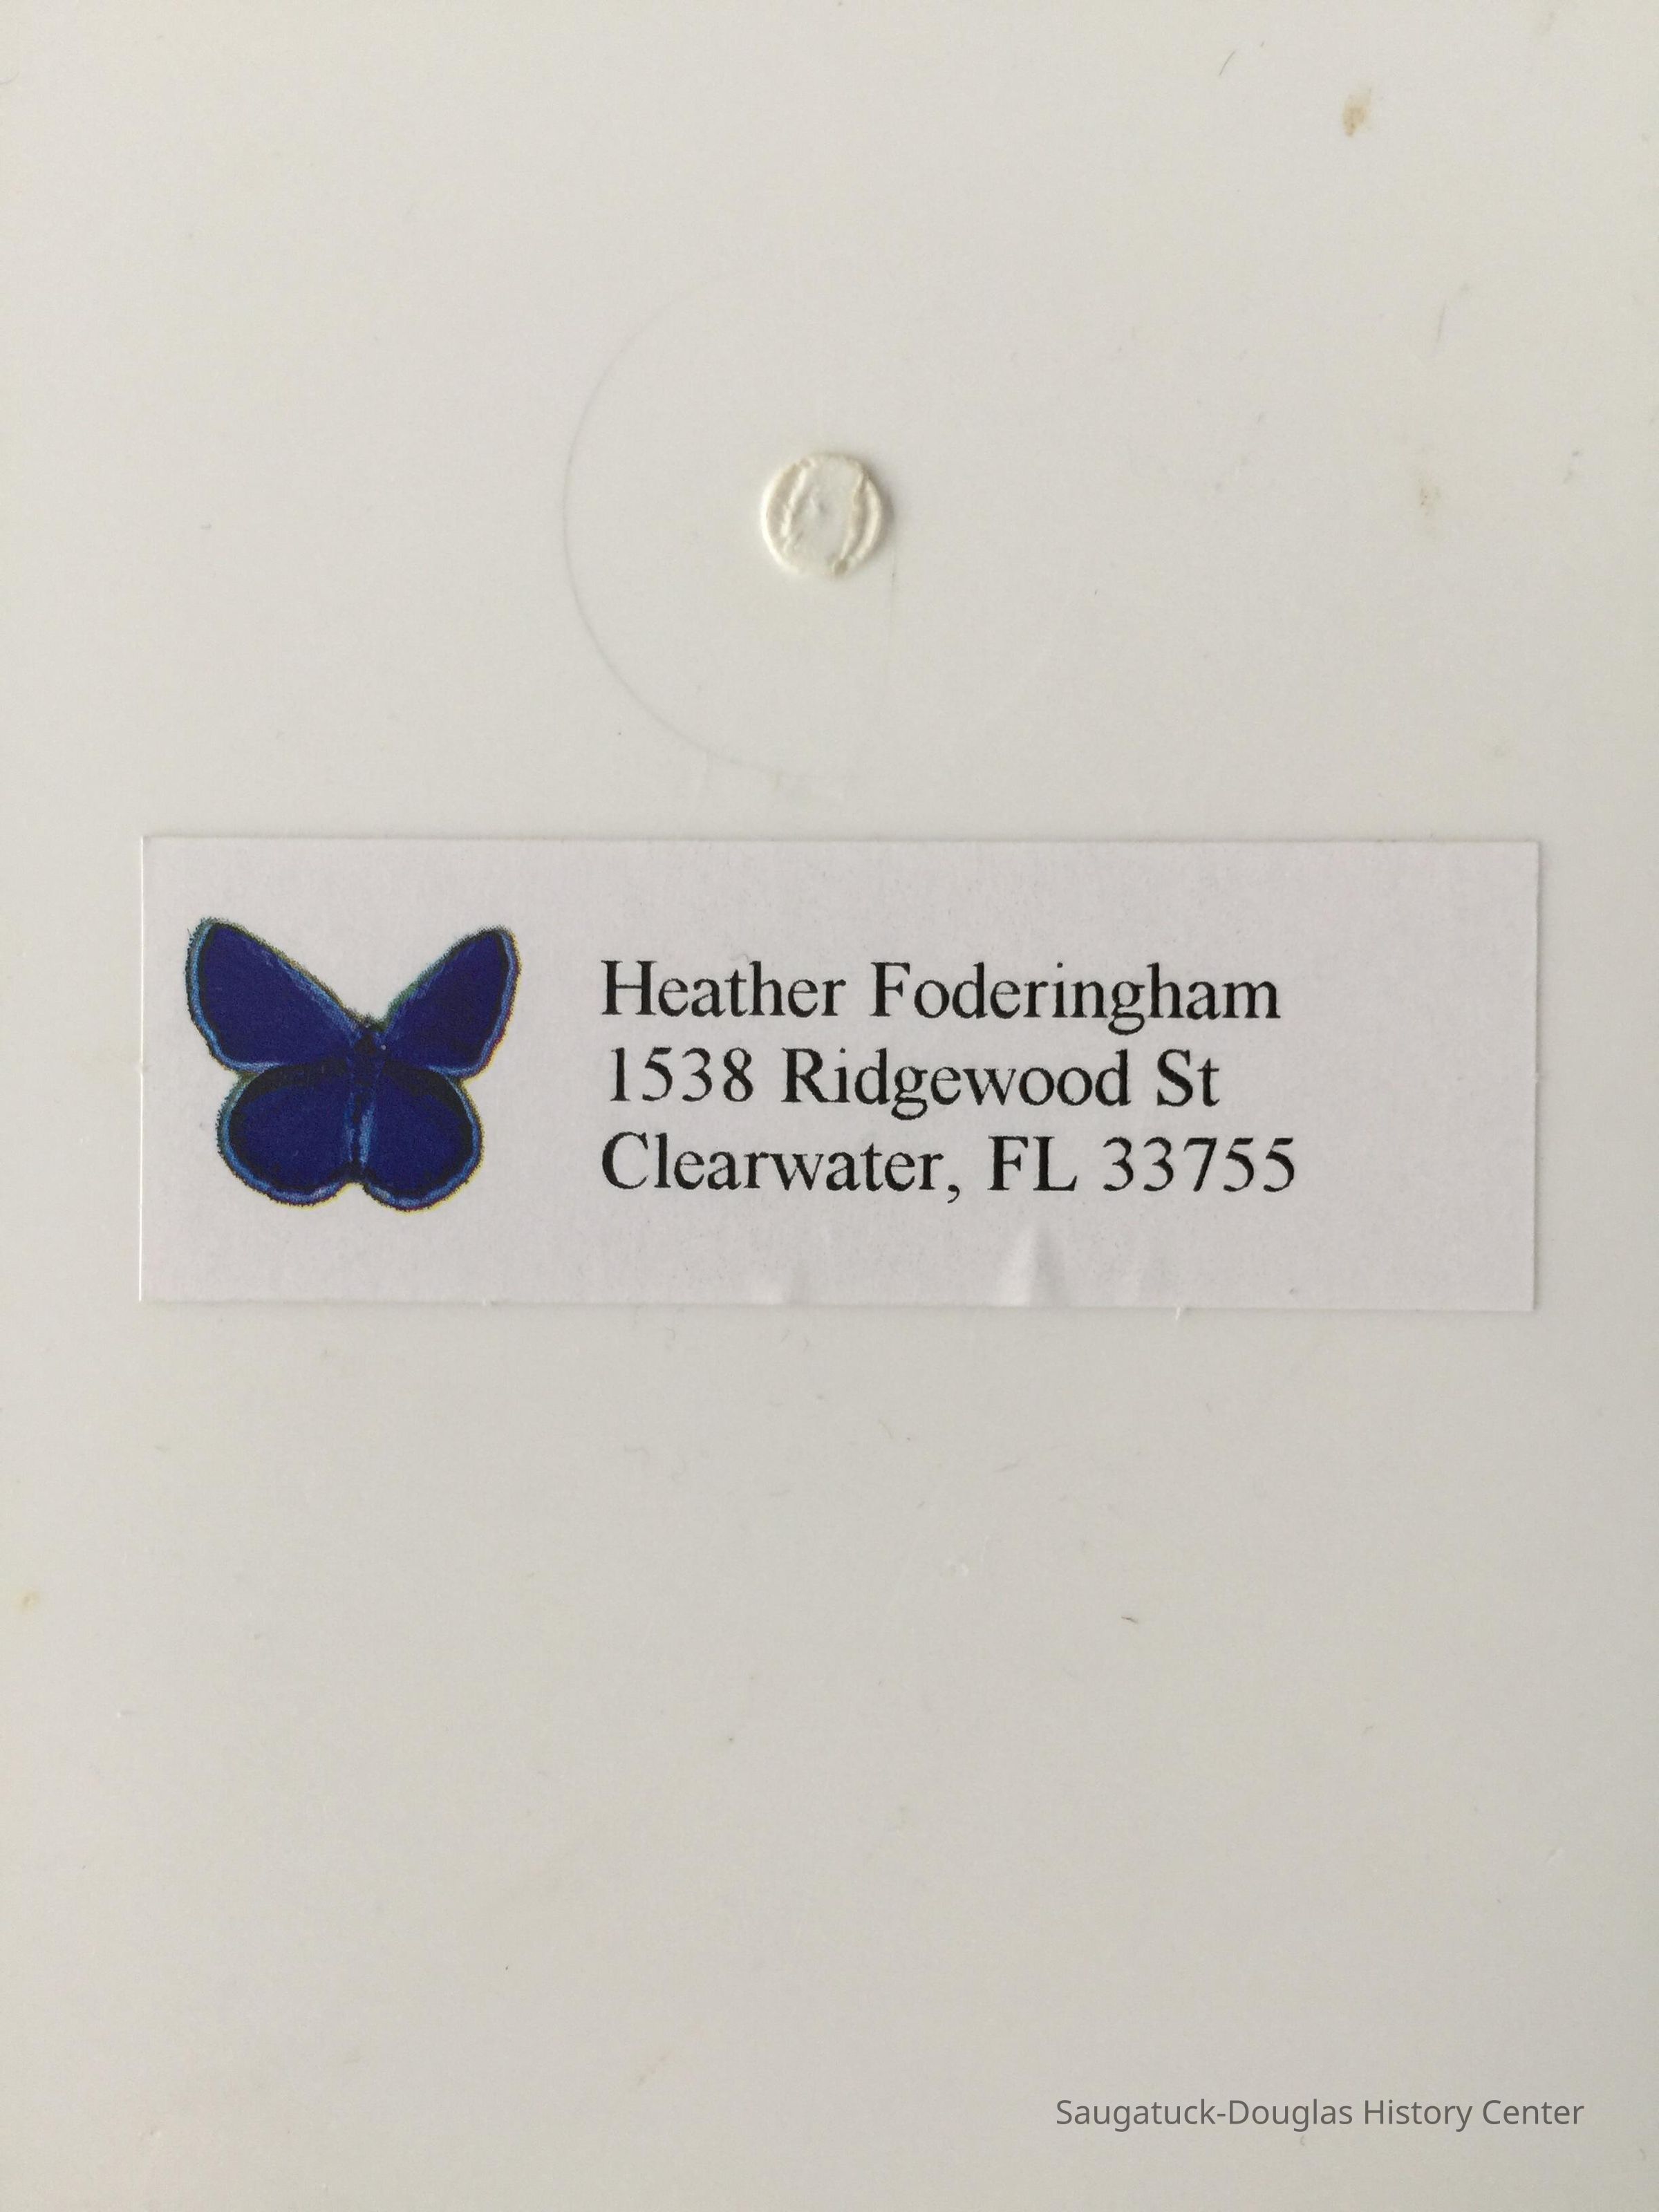 Heather Foderingham
1538 Ridgewood St
Clearwater, FL 33755
Saugatuck-Douglas History Center